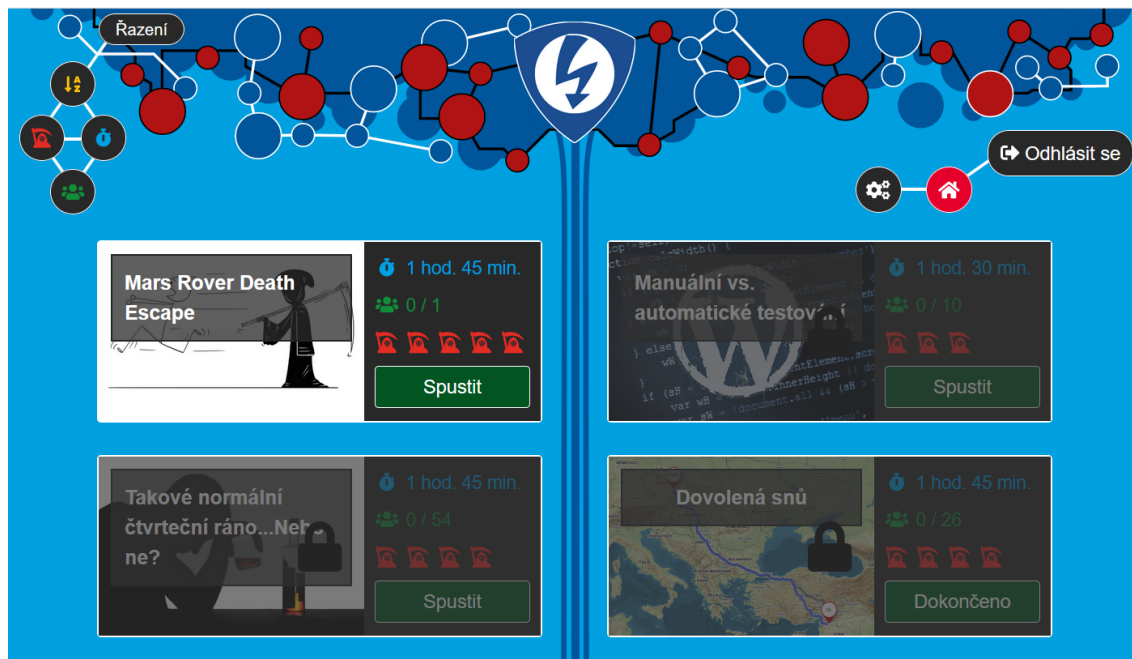 Řazení
Odhlásit se
Mars Rover Death
Escape
1 hod. 45 min.
0 / 1
Spustit
Manuální vs.
automatické testování
1 hod. 30 min.
0 / 10
Spustit
Takové normální
čtvrteční ráno...Nebo
ne?
1 hod. 45 min.
0 / 54
Spustit
Dovolená snů
1 hod. 45 min.
0 / 26
Dokončeno